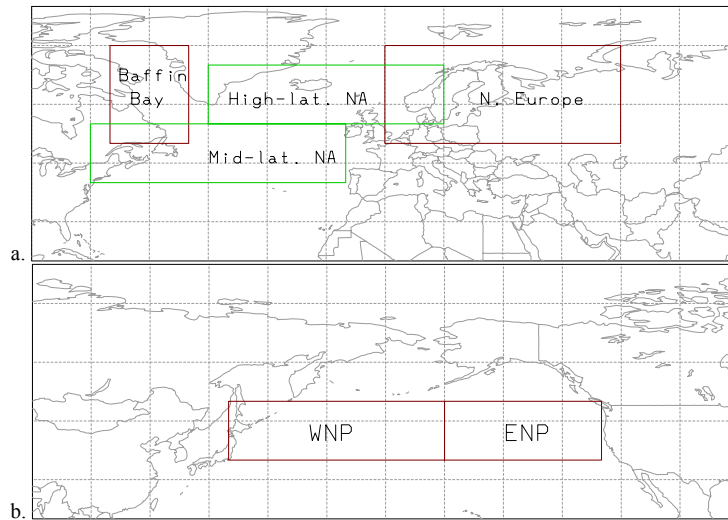 Baffin
Bay
High-lat. NA
N. Europe
Mid-lat. NA
a.
WNP
ENP
b.